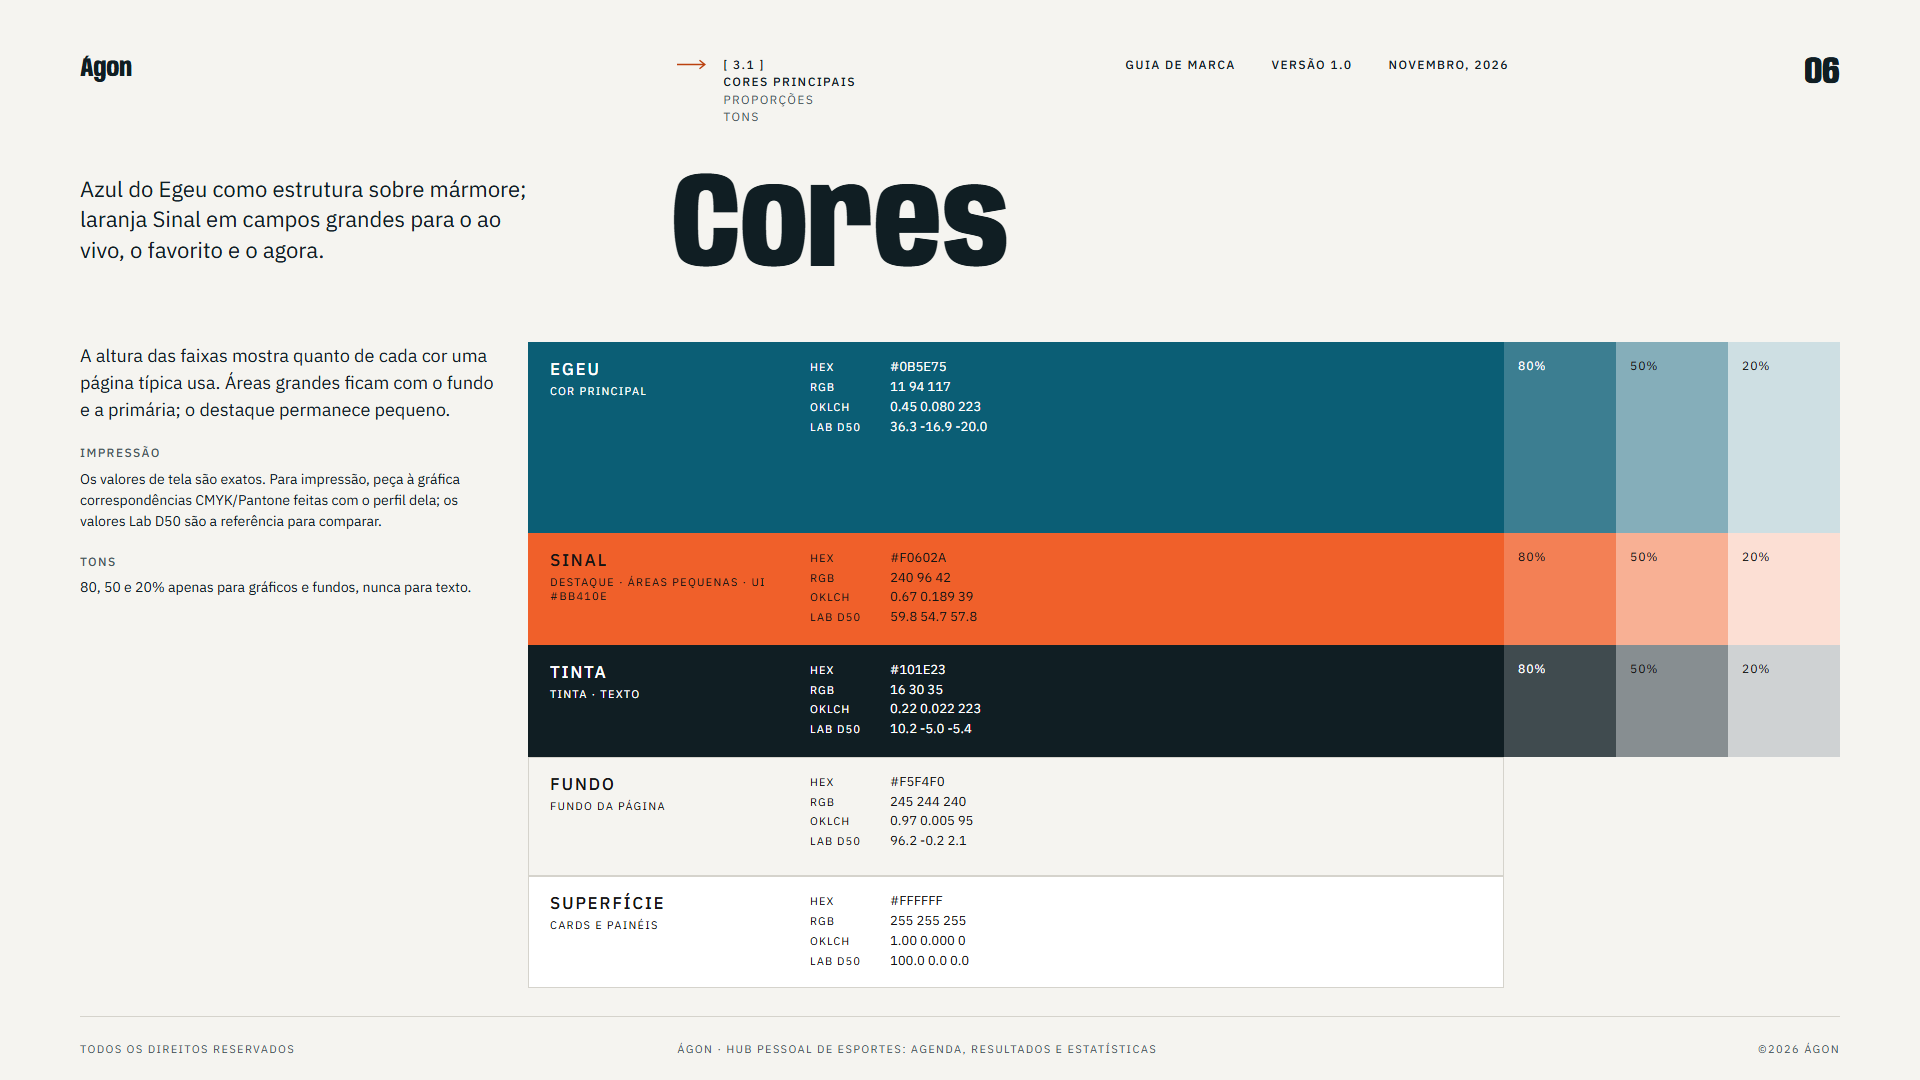 Ágon
[ 3.1 ]
CORES PRINCIPAIS
PROPORÇÕES
TONS
GUIA DE MARCA
VERSÃO 1.0
NOVEMBRO, 2026
06
Azul do Egeu como estrutura sobre mármore;
laranja Sinal em campos grandes para o ao
vivo, o favorito e o agora.
Cores
A altura das faixas mostra quanto de cada cor uma
página típica usa. Áreas grandes ficam com o fundo
e a primária; o destaque permanece pequeno.
IMPRESSÃO
Os valores de tela são exatos. Para impressão, peça à gráfica
correspondências CMYK/Pantone feitas com o perfil dela; os
valores Lab D50 são a referência para comparar.
TONS
80, 50 e 20% apenas para gráficos e fundos, nunca para texto.
EGEU
COR PRINCIPAL
HEX #0B5E75
RGB 11 94 117
OKLCH 0.45 0.080 223
LAB D50 36.3 -16.9 -20.0
80% 50% 20%
SINAL
DESTAQUE · ÁREAS PEQUENAS · UI
#BB410E
HEX #F0602A
RGB 240 96 42
OKLCH 0.67 0.189 39
LAB D50 59.8 54.7 57.8
80% 50% 20%
TINTA
TINTA · TEXTO
HEX #101E23
RGB 16 30 35
OKLCH 0.22 0.022 223
LAB D50 10.2 -5.0 -5.4
80% 50% 20%
FUNDO
FUNDO DA PÁGINA
HEX #F5F4F0
RGB 245 244 240
OKLCH 0.97 0.005 95
LAB D50 96.2 -0.2 2.1
SUPERFÍCIE
CARDS E PAINÉIS
HEX #FFFFFF
RGB 255 255 255
OKLCH 1.00 0.000 0
LAB D50 100.0 0.0 0.0
TODOS OS DIREITOS RESERVADOS
ÁGON · HUB PESSOAL DE ESPORTES: AGENDA, RESULTADOS E ESTATÍSTICAS
©2026 ÁGON